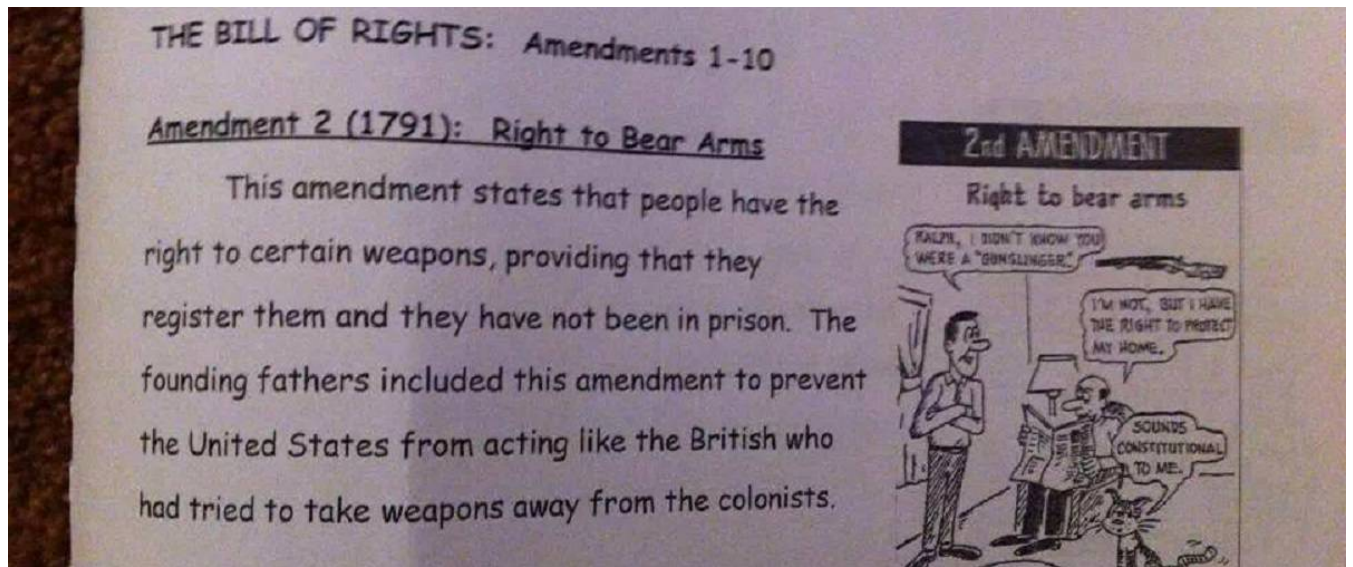 THE BILL OF RIGHTS: Amendments 1-10
Amendment 2 (1791): Right to Bear Arms
This amendment states that people have the
right to certain weapons, providing that they
register them and they have not been in prison. The
founding fathers included this amendment to prevent
the United States from acting like the British who
had tried to take weapons away from the colonists.
2nd AMENDMENT
Right to bear arms
RALPH, I DIDN'T KNOW YOU
WERE A "GUNSLINGER."
I'M NOT, BUT I HAVE
THE RIGHT TO PROTECT
MY HOME.
SOUNDS
CONSTITUTIONAL
TO ME.